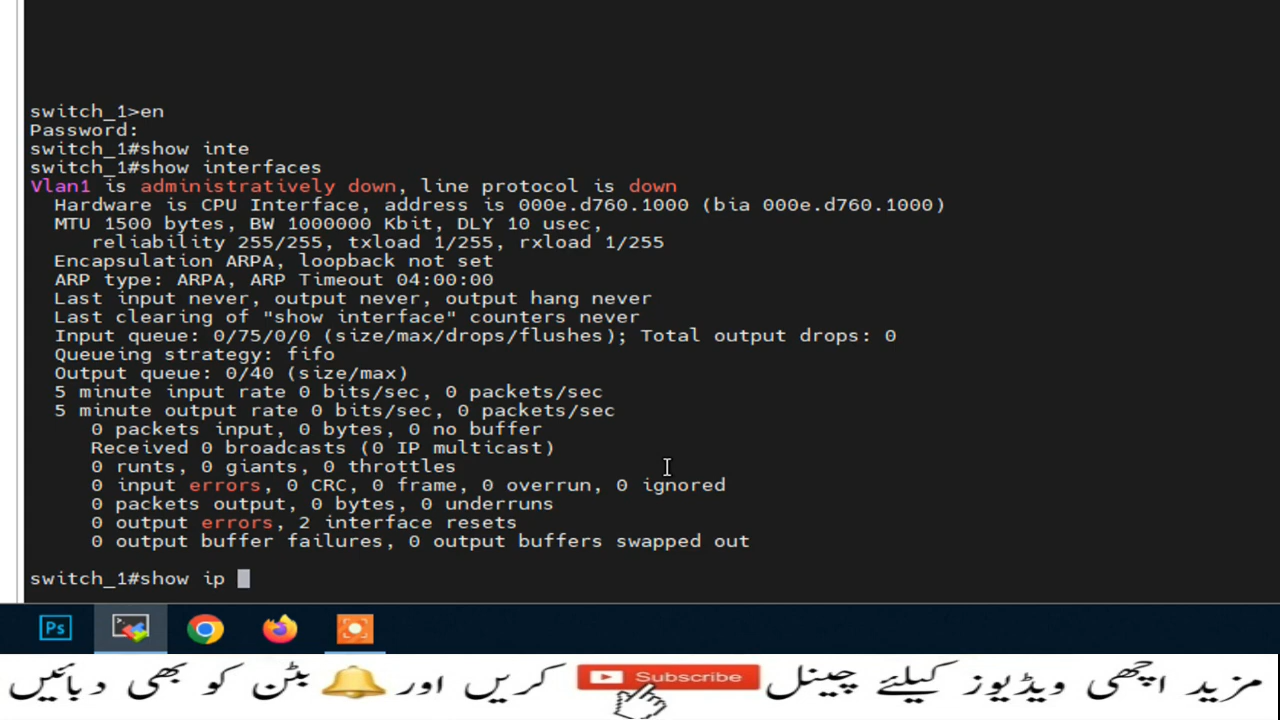 switch_1>en
Password:
switch_1#show inte
switch_1#show interfaces
Vlan1 is administratively down, line protocol is down
  Hardware is CPU Interface, address is 000e.d760.1000 (bia 000e.d760.1000)
  MTU 1500 bytes, BW 1000000 Kbit, DLY 10 usec,
     reliability 255/255, txload 1/255, rxload 1/255
  Encapsulation ARPA, loopback not set
  ARP type: ARPA, ARP Timeout 04:00:00
  Last input never, output never, output hang never
  Last clearing of "show interface" counters never
  Input queue: 0/75/0/0 (size/max/drops/flushes); Total output drops: 0
  Queueing strategy: fifo
  Output queue: 0/40 (size/max)
  5 minute input rate 0 bits/sec, 0 packets/sec
  5 minute output rate 0 bits/sec, 0 packets/sec
     0 packets input, 0 bytes, 0 no buffer
     Received 0 broadcasts (0 IP multicast)
     0 runts, 0 giants, 0 throttles
     0 input errors, 0 CRC, 0 frame, 0 overrun, 0 ignored
     0 packets output, 0 bytes, 0 underruns
     0 output errors, 2 interface resets
     0 output buffer failures, 0 output buffers swapped out
switch_1#show ip
Ps
مزید اچھی ویڈیوز کیلئے چینل Subscribe کریں اور بٹن کو بھی دبائیں